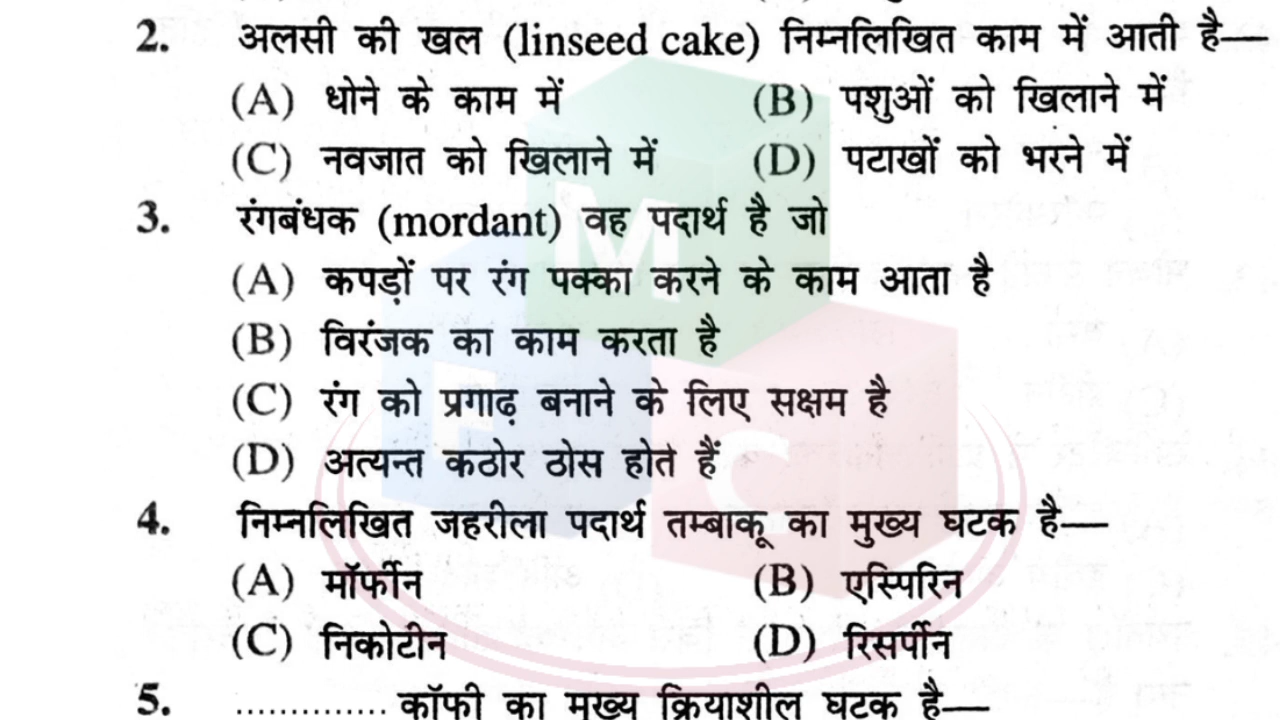 2. अलसी की खल (linseed cake) निम्नलिखित काम में आती है—
(A) धोने के काम में (B) पशुओं को खिलाने में
(C) नवजात को खिलाने में (D) पटाखों को भरने में
3. रंगबंधक (mordant) वह पदार्थ है जो
(A) कपड़ों पर रंग पक्का करने के काम आता है
(B) विरंजक का काम करता है
(C) रंग को प्रगाढ़ बनाने के लिए सक्षम है
(D) अत्यन्त कठोर ठोस होते हैं
4. निम्नलिखित जहरीला पदार्थ तम्बाकू का मुख्य घटक है—
(A) मॉर्फीन (B) एस्पिरिन
(C) निकोटीन (D) रिसर्पीन
5. ............... कॉफी का मुख्य क्रियाशील घटक है—
M
E
C